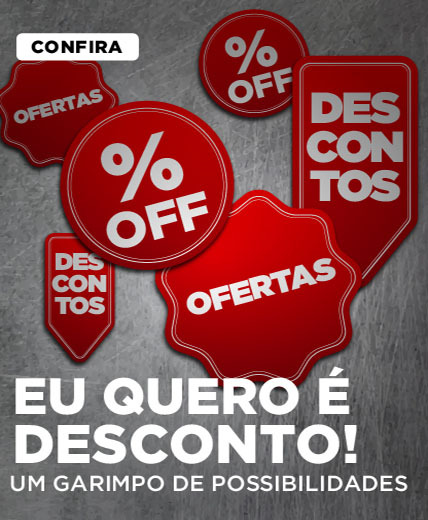 CONFIRA
OFERTAS
% OFF
DES
CON
TOS
% OFF
DES
CON
TOS
OFERTAS
EU QUERO É
DESCONTO!
UM GARIMPO DE POSSIBILIDADES